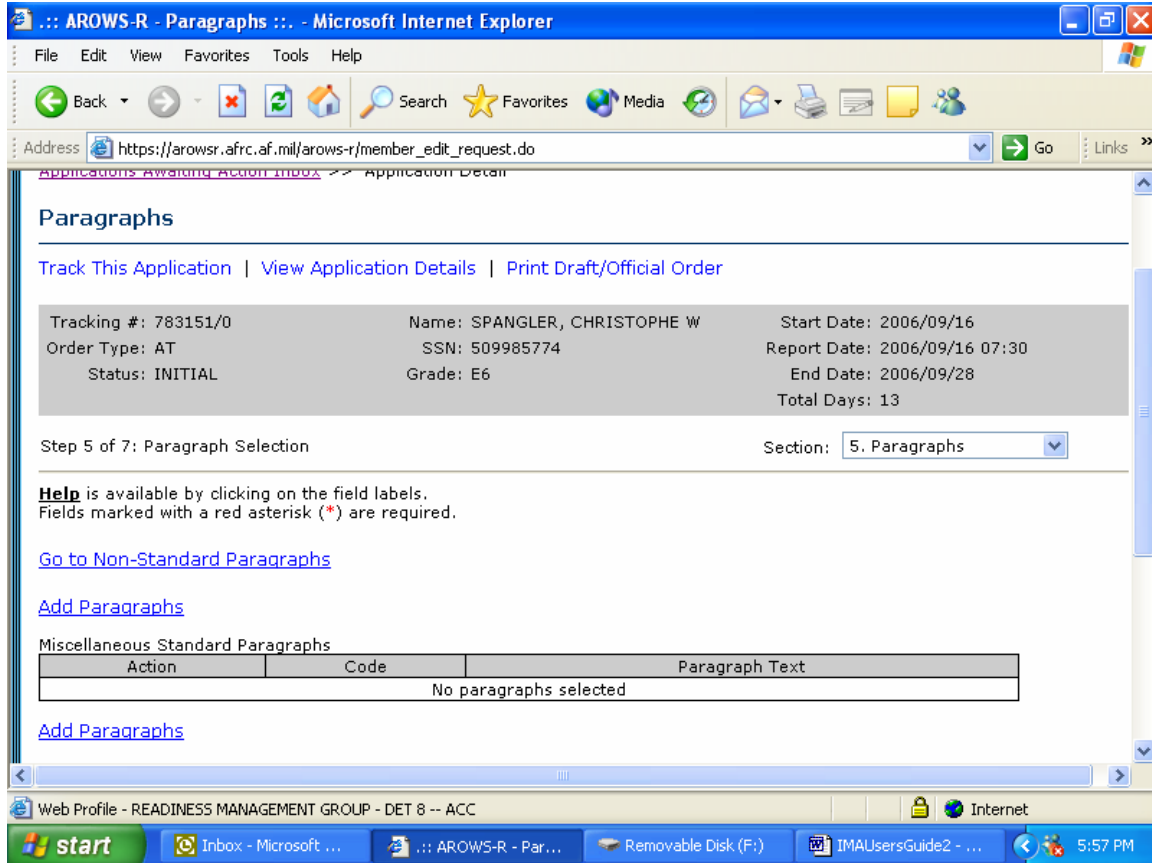 .:: AROWS-R - Paragraphs ::. - Microsoft Internet Explorer
File Edit View Favorites Tools Help
Back Search Favorites Media
Address https://arowsr.afrc.af.mil/arows-r/member_edit_request.do Go Links »
Applications Awaiting Action Inbox >> Application Detail
Paragraphs
Track This Application | View Application Details | Print Draft/Official Order
Tracking #: 783151/0 Name: SPANGLER, CHRISTOPHE W Start Date: 2006/09/16
Order Type: AT SSN: 509985774 Report Date: 2006/09/16 07:30
Status: INITIAL Grade: E6 End Date: 2006/09/28
Total Days: 13
Step 5 of 7: Paragraph Selection Section: 5. Paragraphs
Help is available by clicking on the field labels.
Fields marked with a red asterisk (*) are required.
Go to Non-Standard Paragraphs
Add Paragraphs
Miscellaneous Standard Paragraphs
Action Code Paragraph Text
No paragraphs selected
Add Paragraphs
Web Profile - READINESS MANAGEMENT GROUP - DET 8 -- ACC Internet
start Inbox - Microsoft ... .:: AROWS-R - Par... Removable Disk (F:) IMAUsersGuide2 - ... 5:57 PM